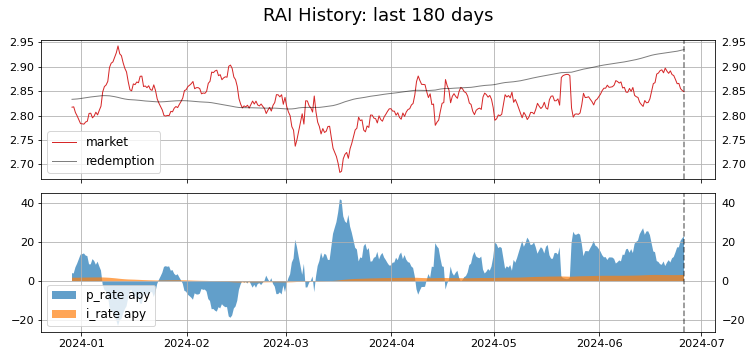 RAI History: last 180 days
2.95 2.95
2.90 2.90
2.85 2.85
2.80 2.80
2.75 2.75
2.70 2.70
market
redemption
40 40
20 20
0 0
−20 −20
p_rate apy
i_rate apy
2024-01 2024-02 2024-03 2024-04 2024-05 2024-06 2024-07